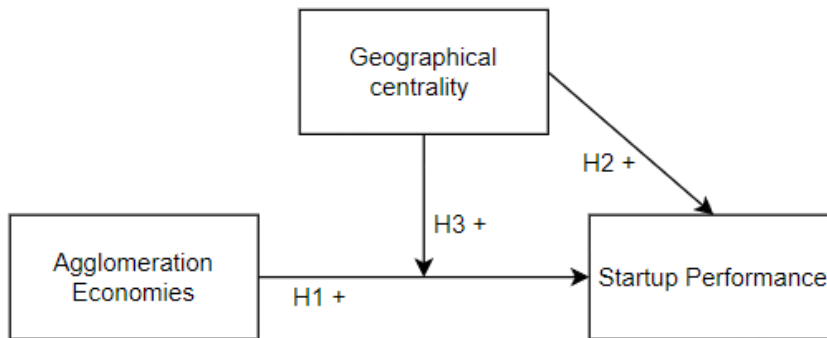 Geographical
centrality
H2 +
H3 +
Agglomeration
Economies
H1 +
Startup Performance